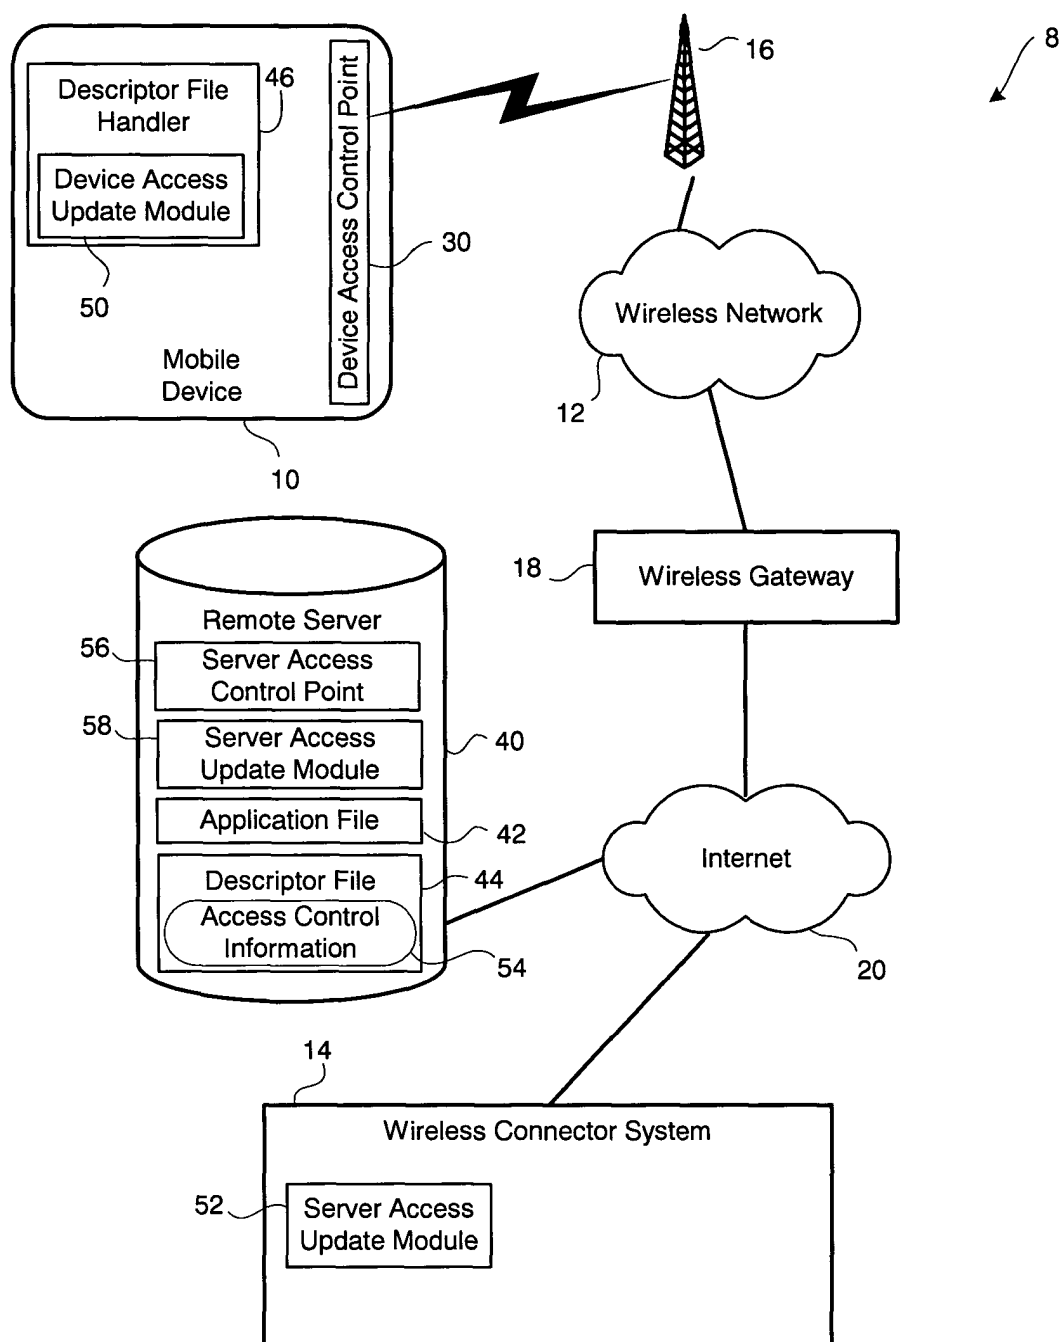 16
8
46
Descriptor File
Handler
Device Access
Update Module
50
Device Access Control Point
30
Mobile
Device
10
Wireless Network
12
18
Wireless Gateway
Remote Server
56
Server Access
Control Point
58
Server Access
Update Module
40
Application File
42
Descriptor File
44
Access Control
Information
54
Internet
20
14
Wireless Connector System
52
Server Access
Update Module